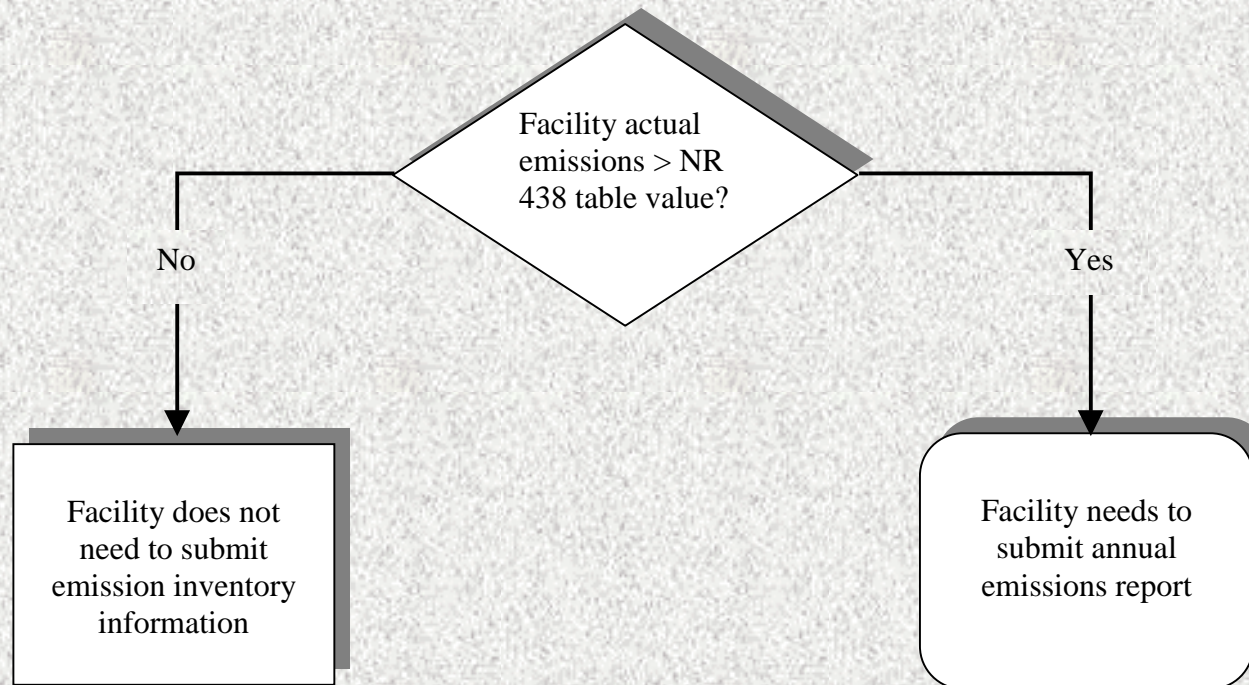 Facility actual
emissions > NR
438 table value?
No
Yes
Facility does not
need to submit
emission inventory
information
Facility needs to
submit annual
emissions report